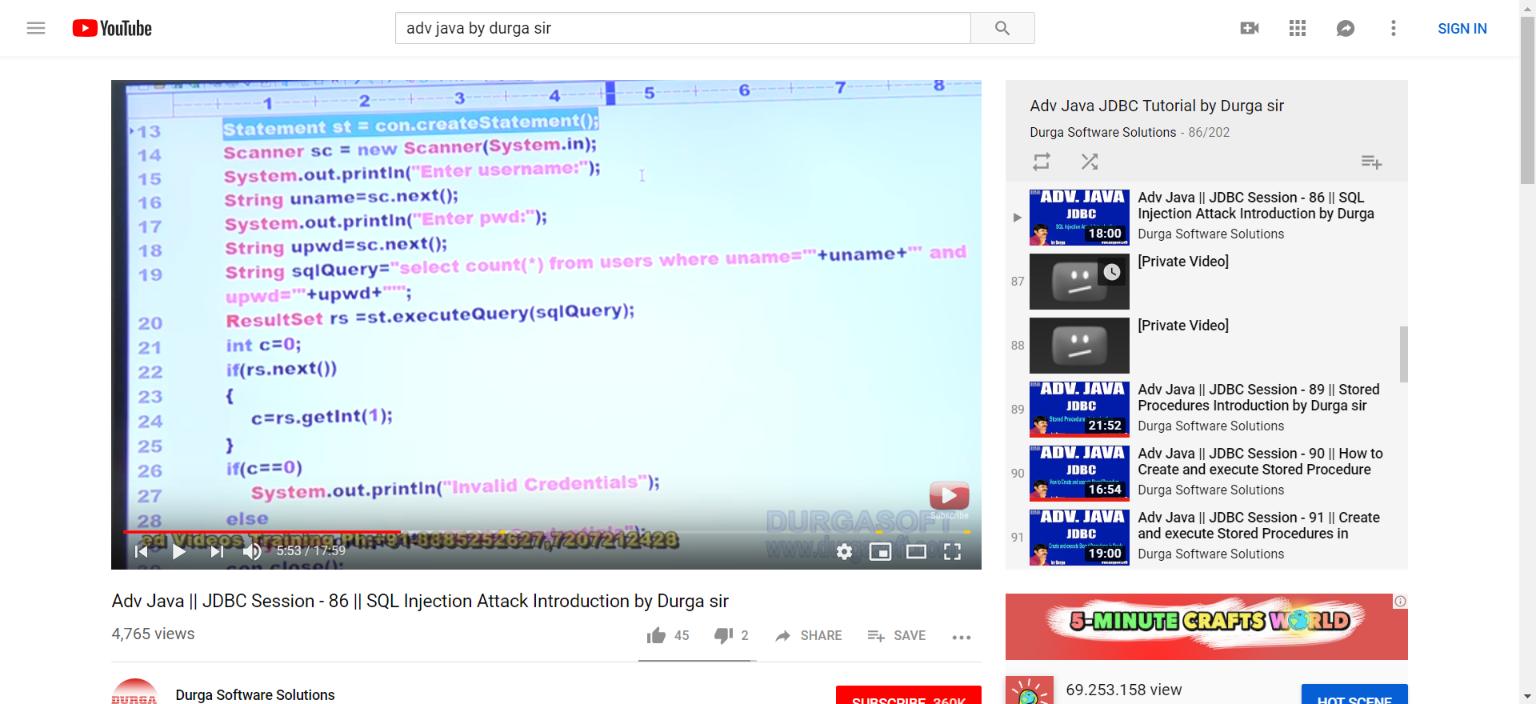 YouTube
adv java by durga sir
SIGN IN
1 2 3 4 5 6 7 8
13 Statement st = con.createStatement();
14 Scanner sc = new Scanner(System.in);
15 System.out.println("Enter username:");
16 String uname=sc.next();
17 System.out.println("Enter pwd:");
18 String upwd=sc.next();
19 String sqlQuery="select count(*) from users where uname='"+uname+"' and
upwd='"+upwd+"'";
20 ResultSet rs =st.executeQuery(sqlQuery);
21 int c=0;
22 if(rs.next())
23 {
24 c=rs.getInt(1);
25 }
26 if(c==0)
27 System.out.println("Invalid Credentials");
28 else
DURGASOFT
ed Videos Training Ph:+91-8885252627,7207212428
con.close();
Subscribe
5:53 / 17:59
Adv Java || JDBC Session - 86 || SQL Injection Attack Introduction by Durga sir
4,765 views
45 2 SHARE SAVE
DURGA
Durga Software Solutions
SUBSCRIBE 360K
Adv Java JDBC Tutorial by Durga sir
Durga Software Solutions - 86/202
ADV. JAVA
JDBC
18:00
Adv Java || JDBC Session - 86 || SQL
Injection Attack Introduction by Durga
Durga Software Solutions
87
[Private Video]
88
[Private Video]
89
ADV. JAVA
JDBC
21:52
Adv Java || JDBC Session - 89 || Stored
Procedures Introduction by Durga sir
Durga Software Solutions
90
ADV. JAVA
JDBC
16:54
Adv Java || JDBC Session - 90 || How to
Create and execute Stored Procedure
Durga Software Solutions
91
ADV. JAVA
JDBC
19:00
Adv Java || JDBC Session - 91 || Create
and execute Stored Procedures in
Durga Software Solutions
5-MINUTE CRAFTS WORLD
69.253.158 view
HOT SCENE